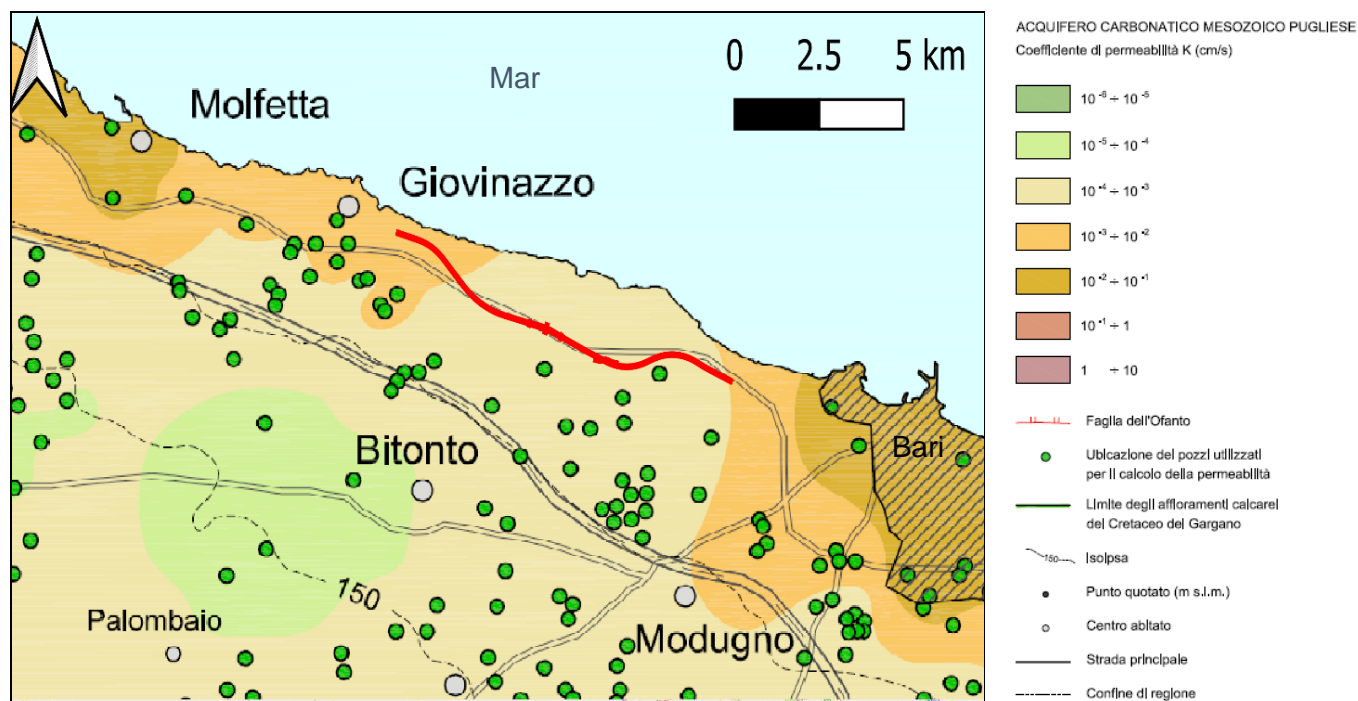 Mar
0 2.5 5 km
Molfetta
Giovinazzo
Bitonto
Bari
150
Palombaio
Modugno
ACQUIFERO CARBONATICO MESOZOICO PUGLIESE
Coefficiente di permeabilità K (cm/s)
10⁻⁶ ÷ 10⁻⁵
10⁻⁵ ÷ 10⁻⁴
10⁻⁴ ÷ 10⁻³
10⁻³ ÷ 10⁻²
10⁻² ÷ 10⁻¹
10⁻¹ ÷ 1
1 ÷ 10
Faglia dell'Ofanto
Ubicazione dei pozzi utilizzati
per il calcolo della permeabilità
Limite degli affioramenti calcarei
del Cretaceo del Gargano
150 Isoipsa
Punto quotato (m s.l.m.)
Centro abitato
Strada principale
Confine di regione